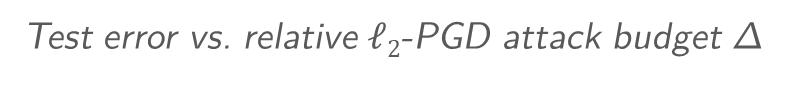 Test error vs. relative ℓ₂-PGD attack budget Δ